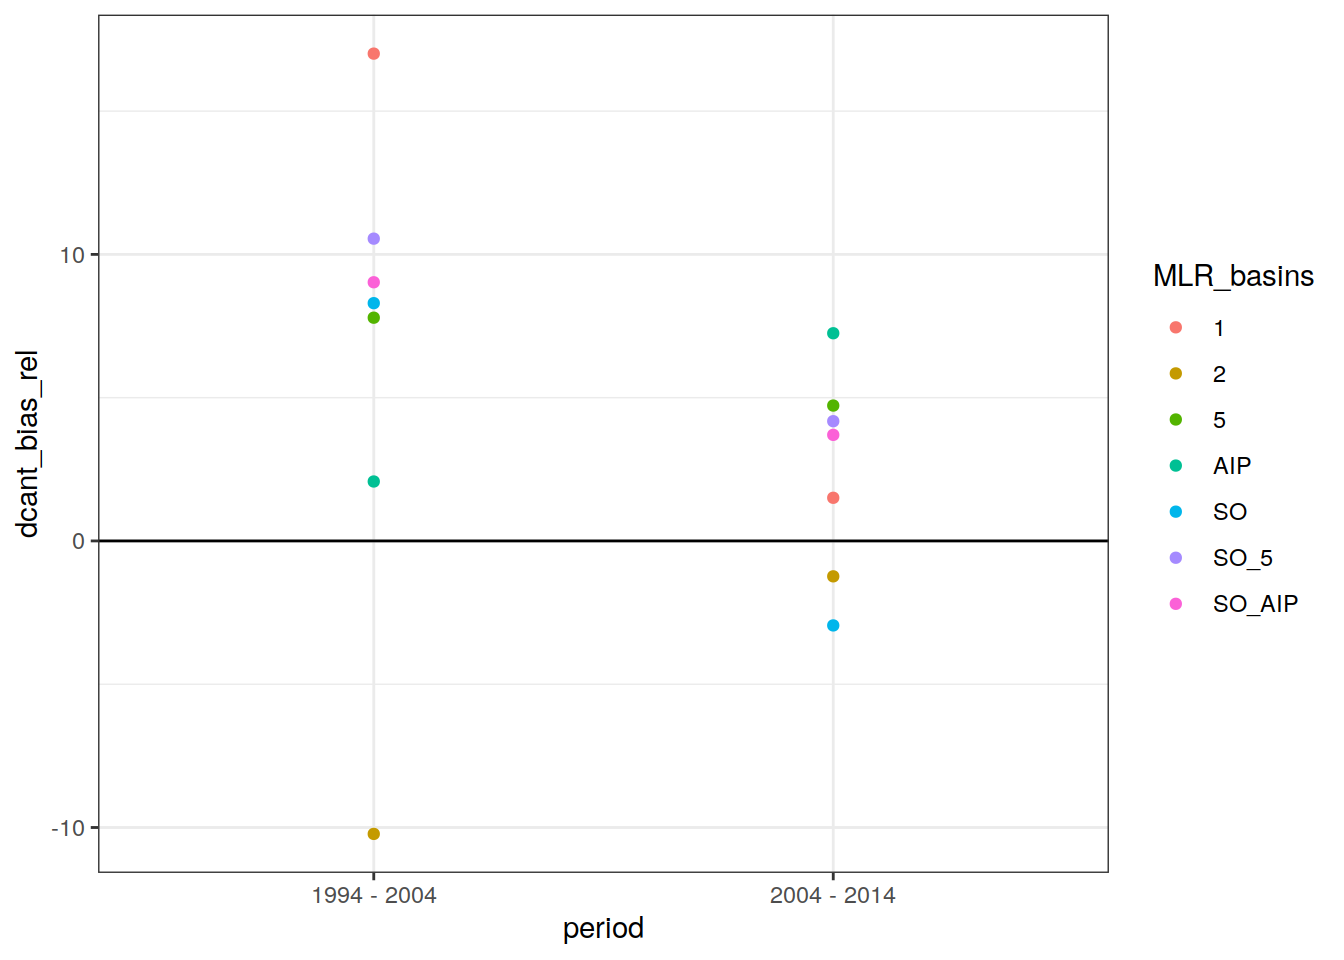 dcant_bias_rel
10
0
-10
1994 - 2004
2004 - 2014
period
MLR_basins
1
2
5
AIP
SO
SO_5
SO_AIP